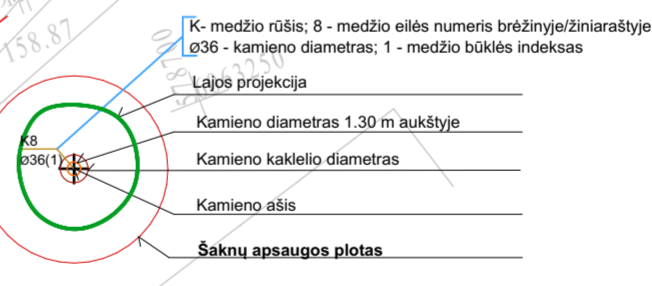 158.87
K- medžio rūšis; 8 - medžio eilės numeris brėžinyje/žiniaraštyje
ø36 - kamieno diametras; 1 - medžio būklės indeksas
Lajos projekcija
Kamieno diametras 1.30 m aukštyje
K8
ø36(1)
Kamieno kaklelio diametras
Kamieno ašis
Šaknų apsaugos plotas